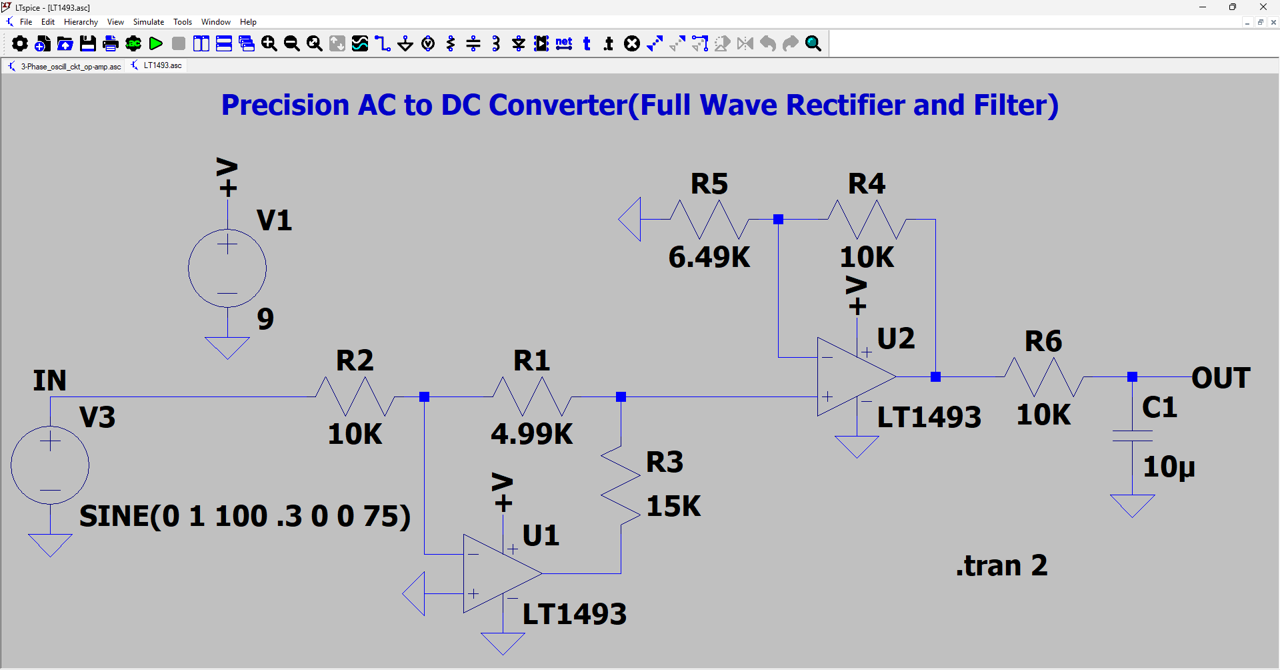 LTspice - [LT1493.asc]
File Edit Hierarchy View Simulate Tools Window Help
3-Phase_oscill_ckt_op-amp.asc LT1493.asc
Precision AC to DC Converter(Full Wave Rectifier and Filter)
+V
V1
9
R5
6.49K
R4
10K
+V
U2
LT1493
R6
10K
OUT
C1
10µ
IN
V3
SINE(0 1 100 .3 0 0 75)
R2
10K
R1
4.99K
R3
15K
+V
U1
LT1493
.tran 2